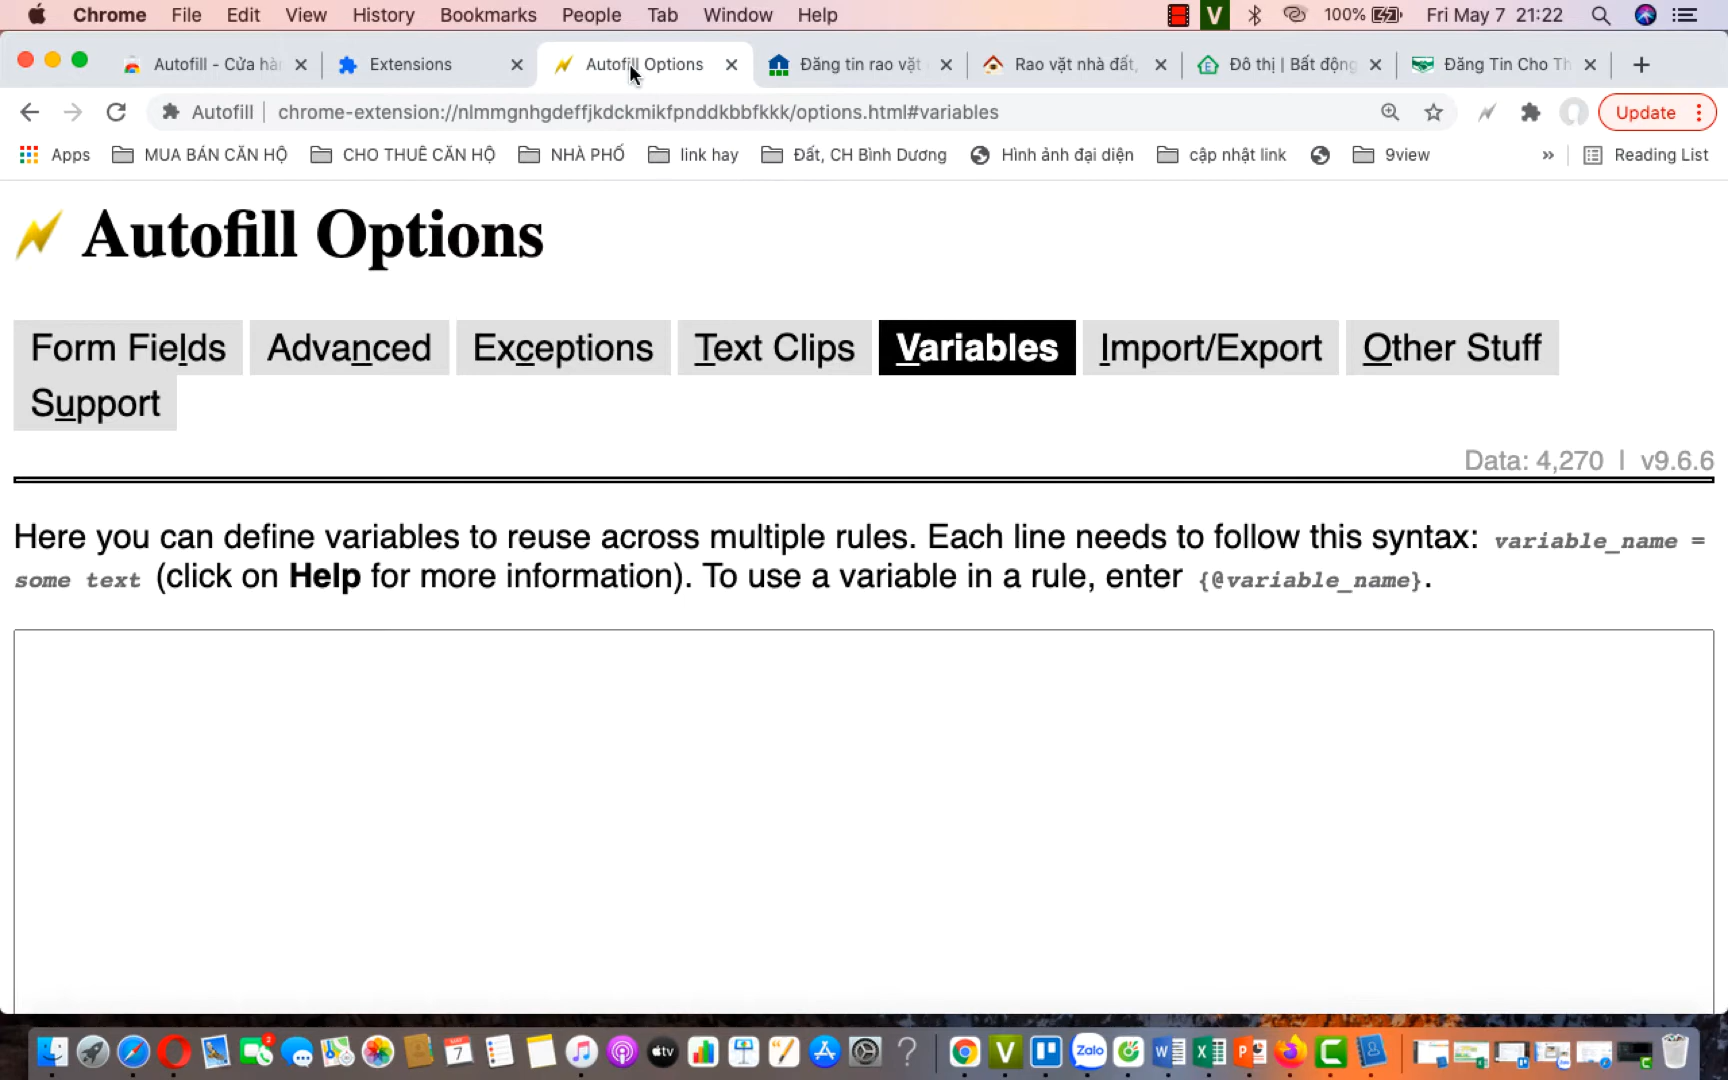 Chrome File Edit View History Bookmarks People Tab Window Help V 100% Fri May 7 21:22
Autofill - Cửa hàn Extensions Autofill Options Đăng tin rao vặt Rao vặt nhà đất, Đô thị | Bất động Đăng Tin Cho Th
Autofill chrome-extension://nlmmgnhgdeffjkdckmikfpnddkbbfkkk/options.html#variables Update
Apps MUA BÁN CĂN HỘ CHO THUÊ CĂN HỘ NHÀ PHỐ link hay Đất, CH Bình Dương Hình ảnh đại diện cập nhật link 9view » Reading List
Autofill Options
Form Fields Advanced Exceptions Text Clips Variables Import/Export Other Stuff
Support
Data: 4,270 | v9.6.6
Here you can define variables to reuse across multiple rules. Each line needs to follow this syntax: variable_name =
some text (click on Help for more information). To use a variable in a rule, enter {@variable_name}.